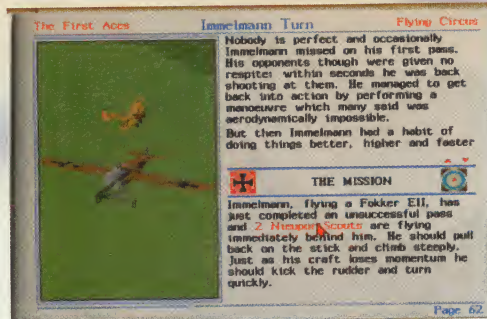 The First Aces
Immelmann Turn
Flying Circus
Nobody is perfect and occasionally
Immelmann missed on his first pass.
His opponents though were given no
respite: within seconds he was back
shooting at them. He managed to get
back into action by performing a
manoeuvre which many said was
aerodynamically impossible.
But then Immelmann had a habit of
doing things better, higher and faster
THE MISSION
Immelmann, flying a Fokker EII, has
just completed an unsuccessful pass
and 2 Nieuport Scouts are flying
immediately behind him. He should pull
back on the stick and climb steeply.
Just as his craft loses momentum he
should kick the rudder and turn
quickly.
Page 62